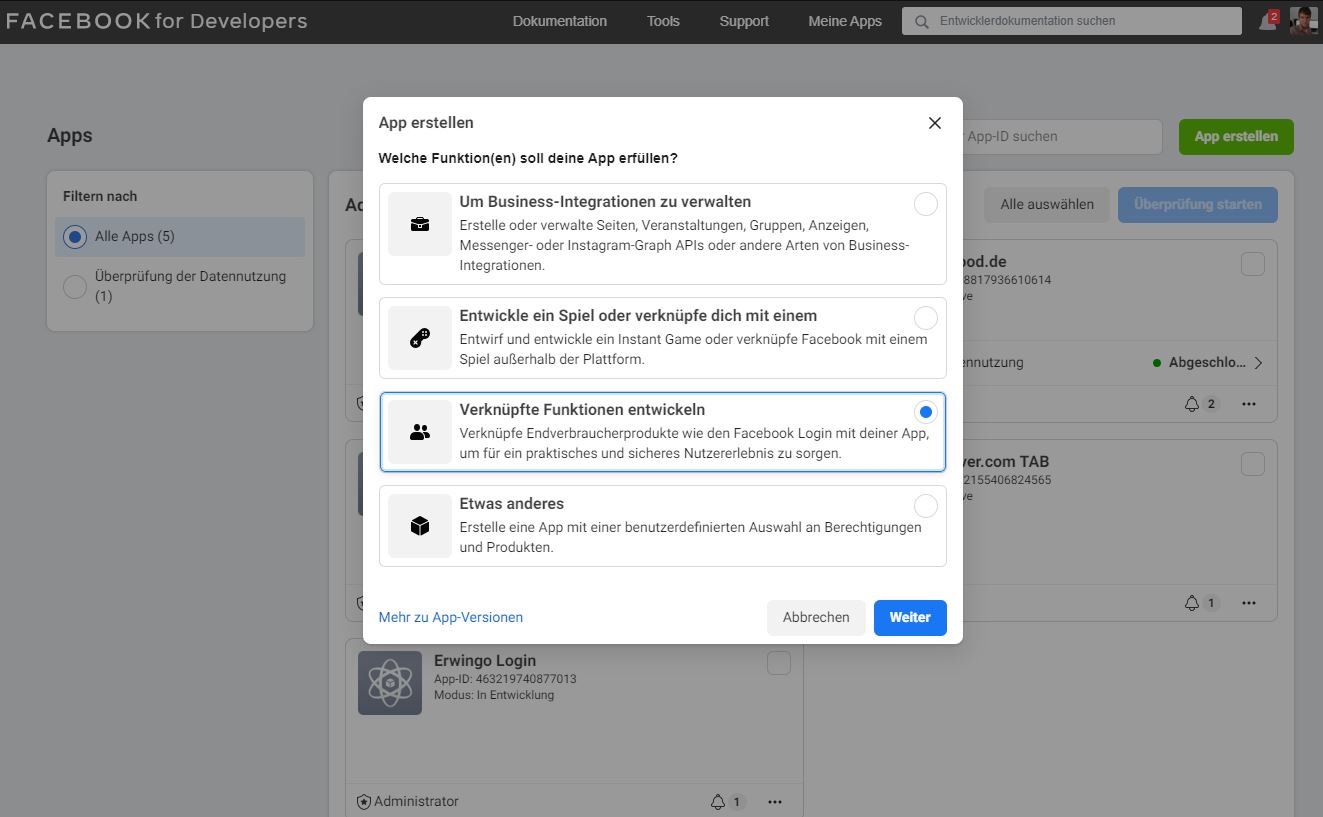 FACEBOOK for Developers
Dokumentation
Tools
Support
Meine Apps
Entwicklerdokumentation suchen
2
Apps
App-ID suchen
App erstellen
Filtern nach
Alle Apps (5)
Überprüfung der Datennutzung
(1)
Alle auswählen
Überprüfung starten
App erstellen
Welche Funktion(en) soll deine App erfüllen?
Um Business-Integrationen zu verwalten
Erstelle oder verwalte Seiten, Veranstaltungen, Gruppen, Anzeigen,
Messenger- oder Instagram-Graph APIs oder andere Arten von Business-
Integrationen.
Entwickle ein Spiel oder verknüpfe dich mit einem
Entwirf und entwickle ein Instant Game oder verknüpfe Facebook mit einem
Spiel außerhalb der Plattform.
Verknüpfte Funktionen entwickeln
Verknüpfe Endverbraucherprodukte wie den Facebook Login mit deiner App,
um für ein praktisches und sicheres Nutzererlebnis zu sorgen.
Etwas anderes
Erstelle eine App mit einer benutzerdefinierten Auswahl an Berechtigungen
und Produkten.
Mehr zu App-Versionen
Abbrechen
Weiter
ood.de
8817936610614
ve
ennutzung
Abgeschlo...
2
ver.com TAB
2155406824565
ve
1
Erwingo Login
App-ID: 463219740877013
Modus: In Entwicklung
Administrator
1